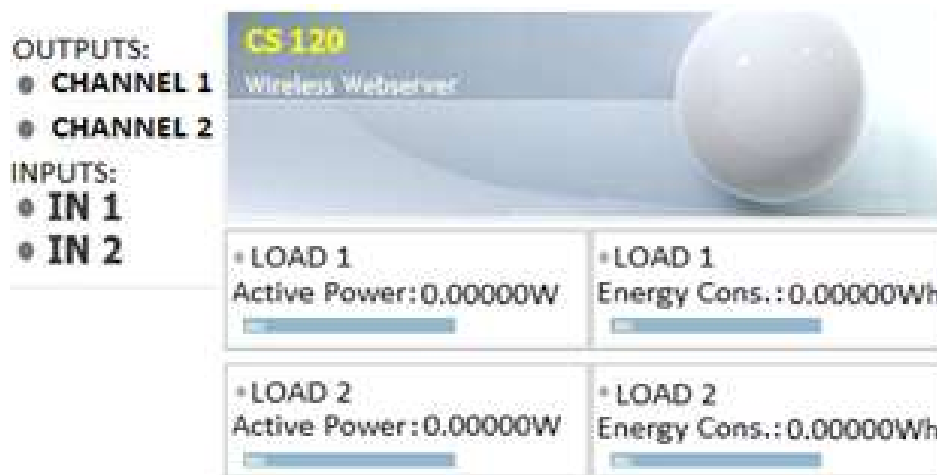 OUTPUTS:
CHANNEL 1
CHANNEL 2
INPUTS:
IN 1
IN 2
CS 120
Wireless Webserver
LOAD 1
Active Power:0.00000W
LOAD 1
Energy Cons.:0.00000Wh
LOAD 2
Active Power:0.00000W
LOAD 2
Energy Cons.:0.00000Wh